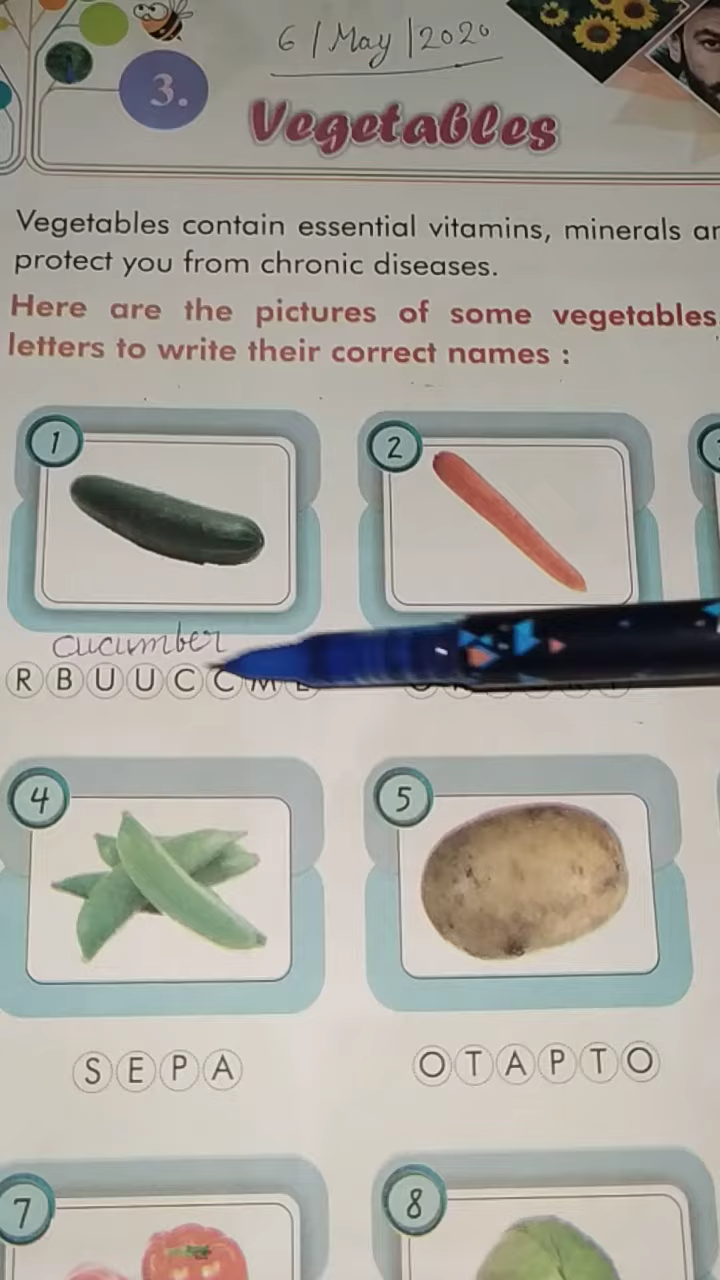 6 / May / 2020
3.
Vegetables
Vegetables contain essential vitamins, minerals
protect you from chronic diseases.
Here are the pictures of some vegetables
letters to write their correct names :
1
2
cucumber
R B U U C C M E
4
5
S E P A
O T A P T O
7
8